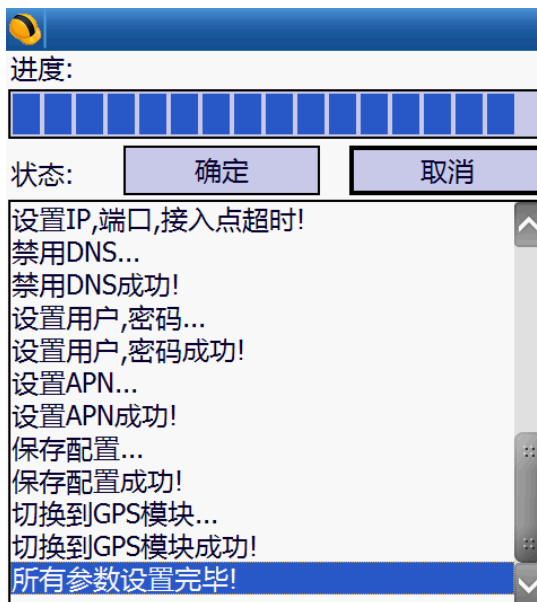 进度:
状态:
确定
取消
设置IP,端口,接入点超时!
禁用DNS...
禁用DNS成功!
设置用户,密码...
设置用户,密码成功!
设置APN...
设置APN成功!
保存配置...
保存配置成功!
切换到GPS模块...
切换到GPS模块成功!
所有参数设置完毕!